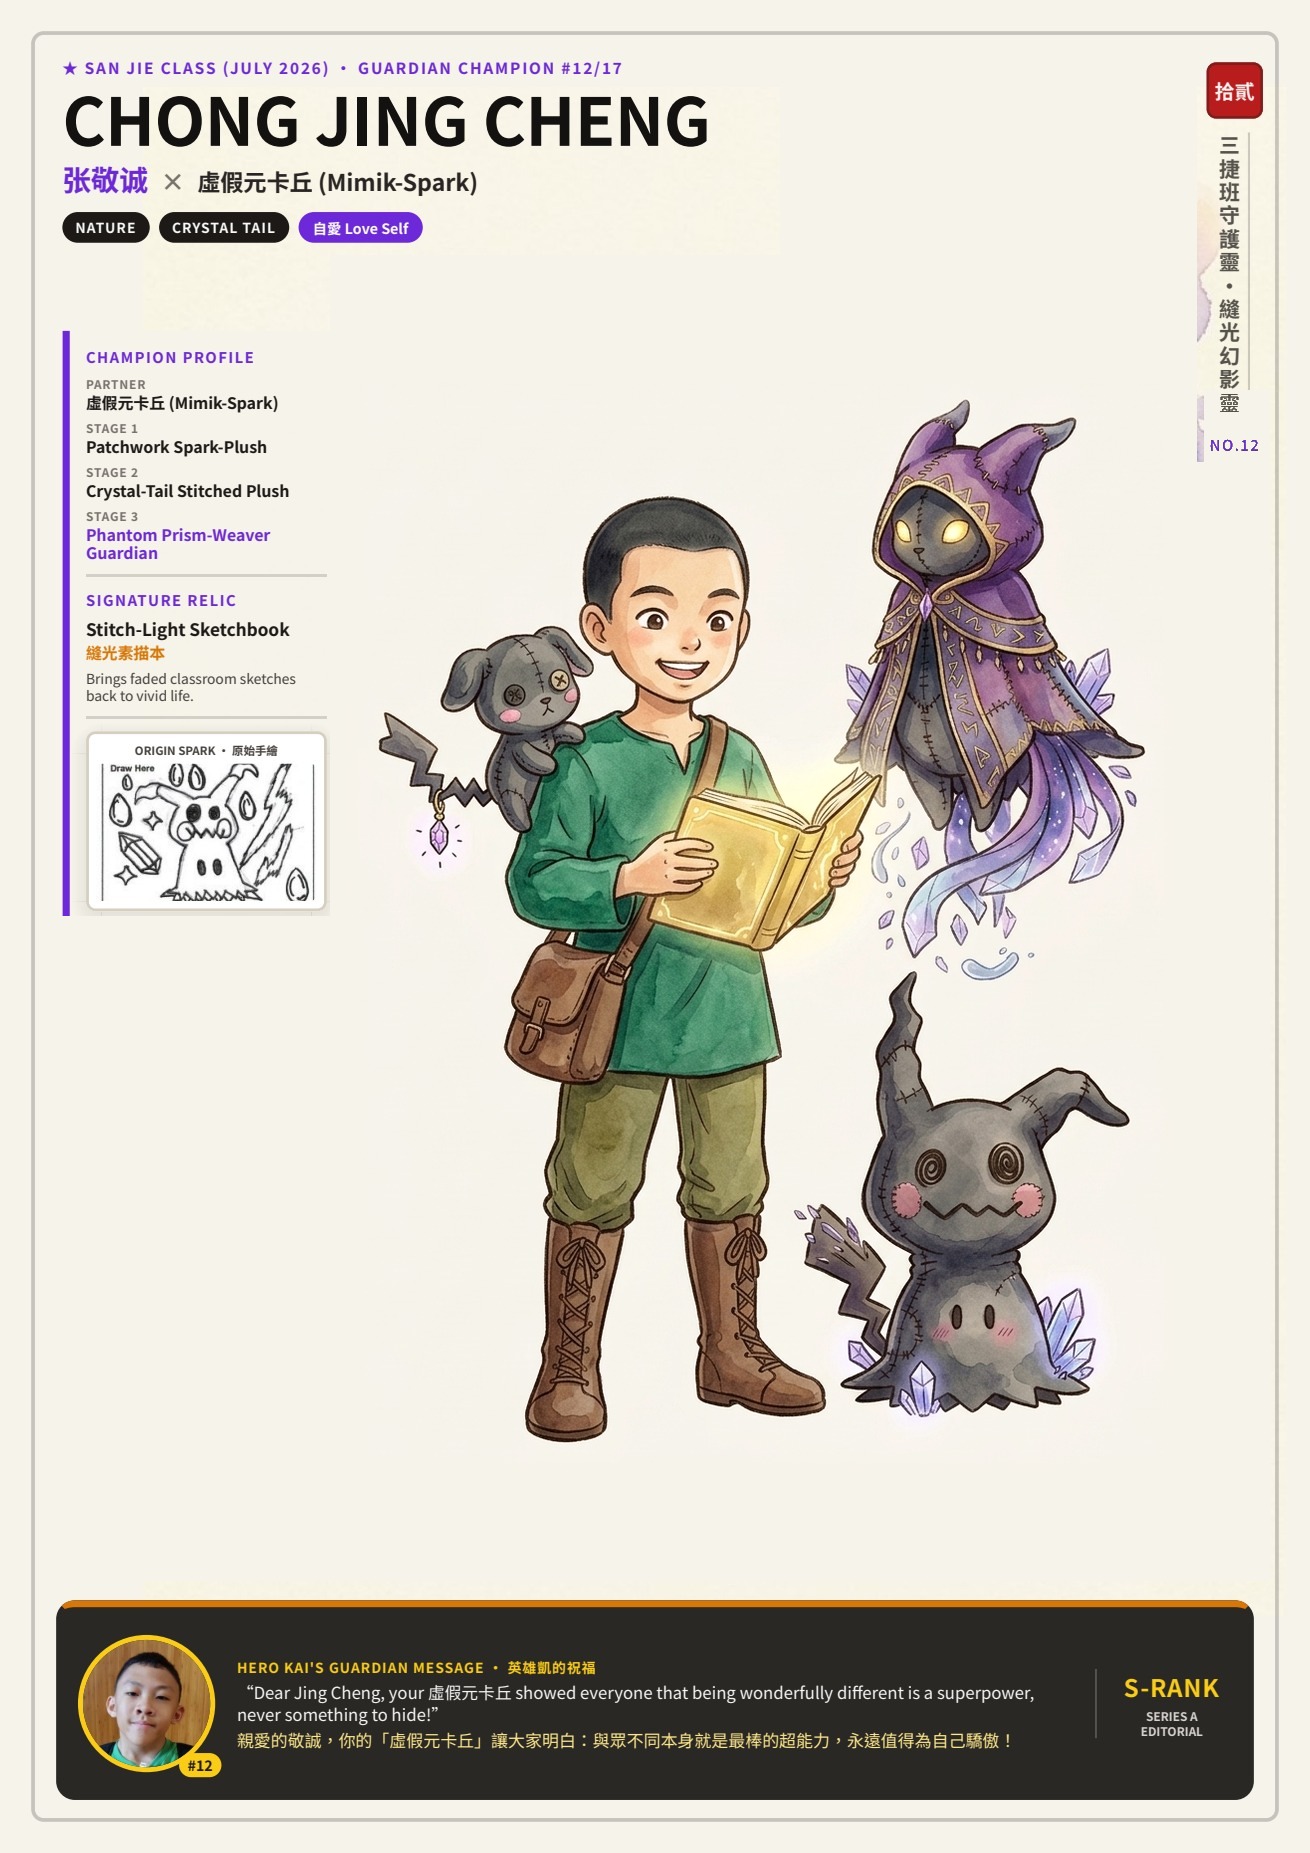 ★ SAN JIE CLASS (JULY 2026) • GUARDIAN CHAMPION #12/17
CHONG JING CHENG
张敬诚 × 虛假元卡丘 (Mimik-Spark)
NATURE
CRYSTAL TAIL
自愛 Love Self
拾貳
三捷班守護靈・縫光幻影靈
NO.12
CHAMPION PROFILE
PARTNER
虛假元卡丘 (Mimik-Spark)
STAGE 1
Patchwork Spark-Plush
STAGE 2
Crystal-Tail Stitched Plush
STAGE 3
Phantom Prism-Weaver
Guardian
SIGNATURE RELIC
Stitch-Light Sketchbook
縫光素描本
Brings faded classroom sketches
back to vivid life.
ORIGIN SPARK • 原始手繪
Draw Here
HERO KAI'S GUARDIAN MESSAGE • 英雄凱的祝福
“Dear Jing Cheng, your 虛假元卡丘 showed everyone that being wonderfully different is a superpower,
never something to hide!”
親愛的敬誠，你的「虛假元卡丘」讓大家明白：與眾不同本身就是最棒的超能力，永遠值得為自己驕傲！
#12
S-RANK
SERIES A
EDITORIAL